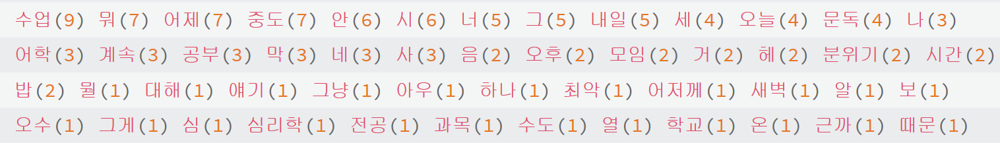 수업(9) 뭐(7) 어제(7) 중도(7) 안(6) 시(6) 너(5) 그(5) 내일(5) 세(4) 오늘(4) 문독(4) 나(3)
어학(3) 계속(3) 공부(3) 막(3) 네(3) 사(3) 음(2) 오후(2) 모임(2) 거(2) 헤(2) 분위기(2) 시간(2)
밥(2) 뭘(1) 대해(1) 얘기(1) 그냥(1) 아우(1) 하나(1) 최악(1) 어저께(1) 새벽(1) 알(1) 보(1)
오수(1) 그게(1) 심(1) 심리학(1) 전공(1) 과목(1) 수도(1) 열(1) 학교(1) 온(1) 근까(1) 때문(1)